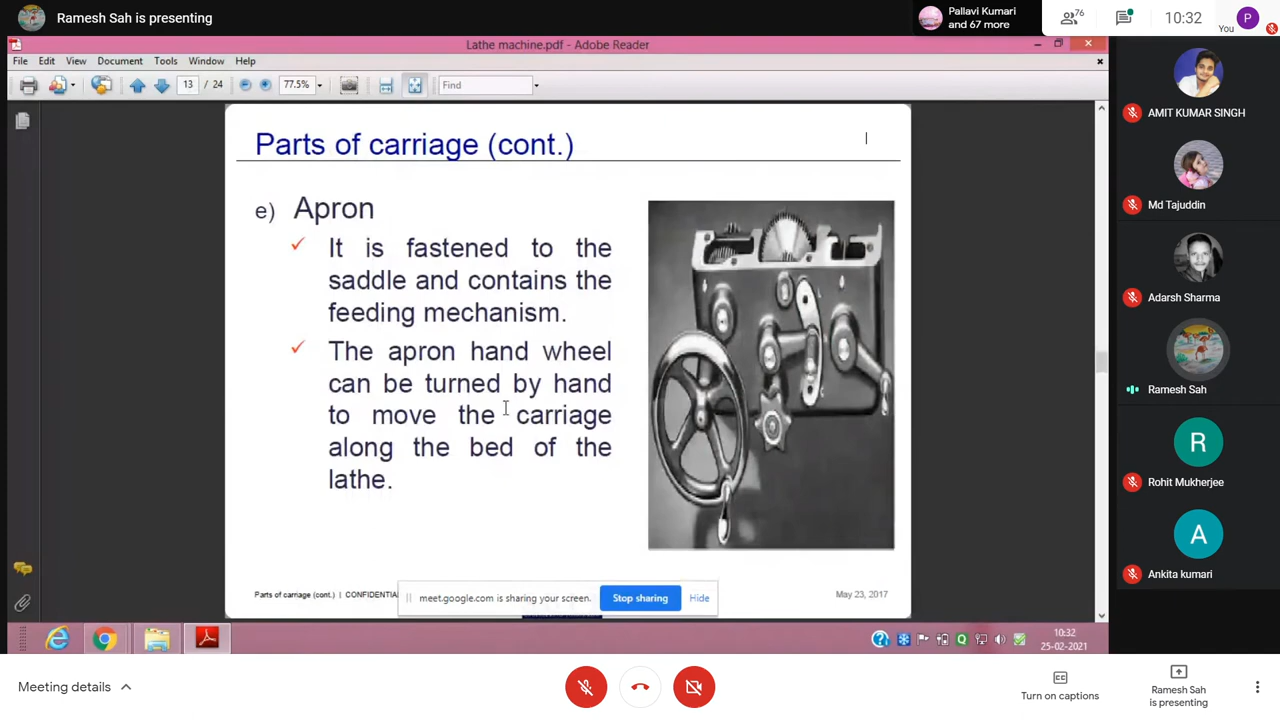 Ramesh Sah is presenting
Pallavi Kumari
and 67 more
76
10:32
You
P
Lathe machine.pdf - Adobe Reader
File Edit View Document Tools Window Help
13 / 24 77.5% Find
Parts of carriage (cont.)
e) Apron
✓ It is fastened to the
saddle and contains the
feeding mechanism.
✓ The apron hand wheel
can be turned by hand
to move the carriage
along the bed of the
lathe.
Parts of carriage (cont.) | CONFIDENTIA
May 23, 2017
meet.google.com is sharing your screen. Stop sharing Hide
AMIT KUMAR SINGH
Md Tajuddin
Adarsh Sharma
Ramesh Sah
R
Rohit Mukherjee
A
Ankita kumari
10:32
25-02-2021
Meeting details
Turn on captions
Ramesh Sah
is presenting